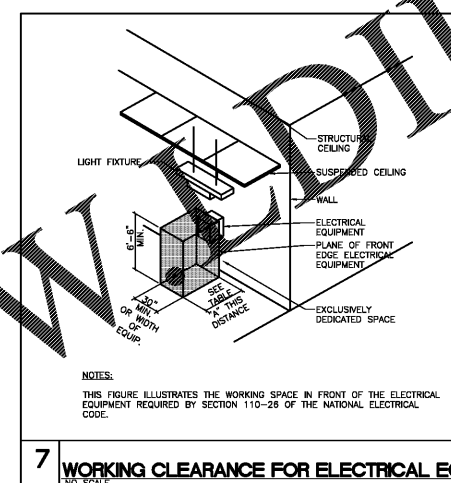 STRUCTURAL
CEILING
LIGHT FIXTURE
SUSPENDED CEILING
WALL
ELECTRICAL
EQUIPMENT
PLANE OF FRONT
EDGE ELECTRICAL
EQUIPMENT
6'-6"
MIN.
30"
MIN.
OR WIDTH
OF
EQUIP.
SEE
TABLE
"A" THIS
DISTANCE
EXCLUSIVELY
DEDICATED SPACE
NOTES:
THIS FIGURE ILLUSTRATES THE WORKING SPACE IN FRONT OF THE ELECTRICAL
EQUIPMENT REQUIRED BY SECTION 110-26 OF THE NATIONAL ELECTRICAL
CODE.
7
WORKING CLEARANCE FOR ELECTRICAL
NO SCALE